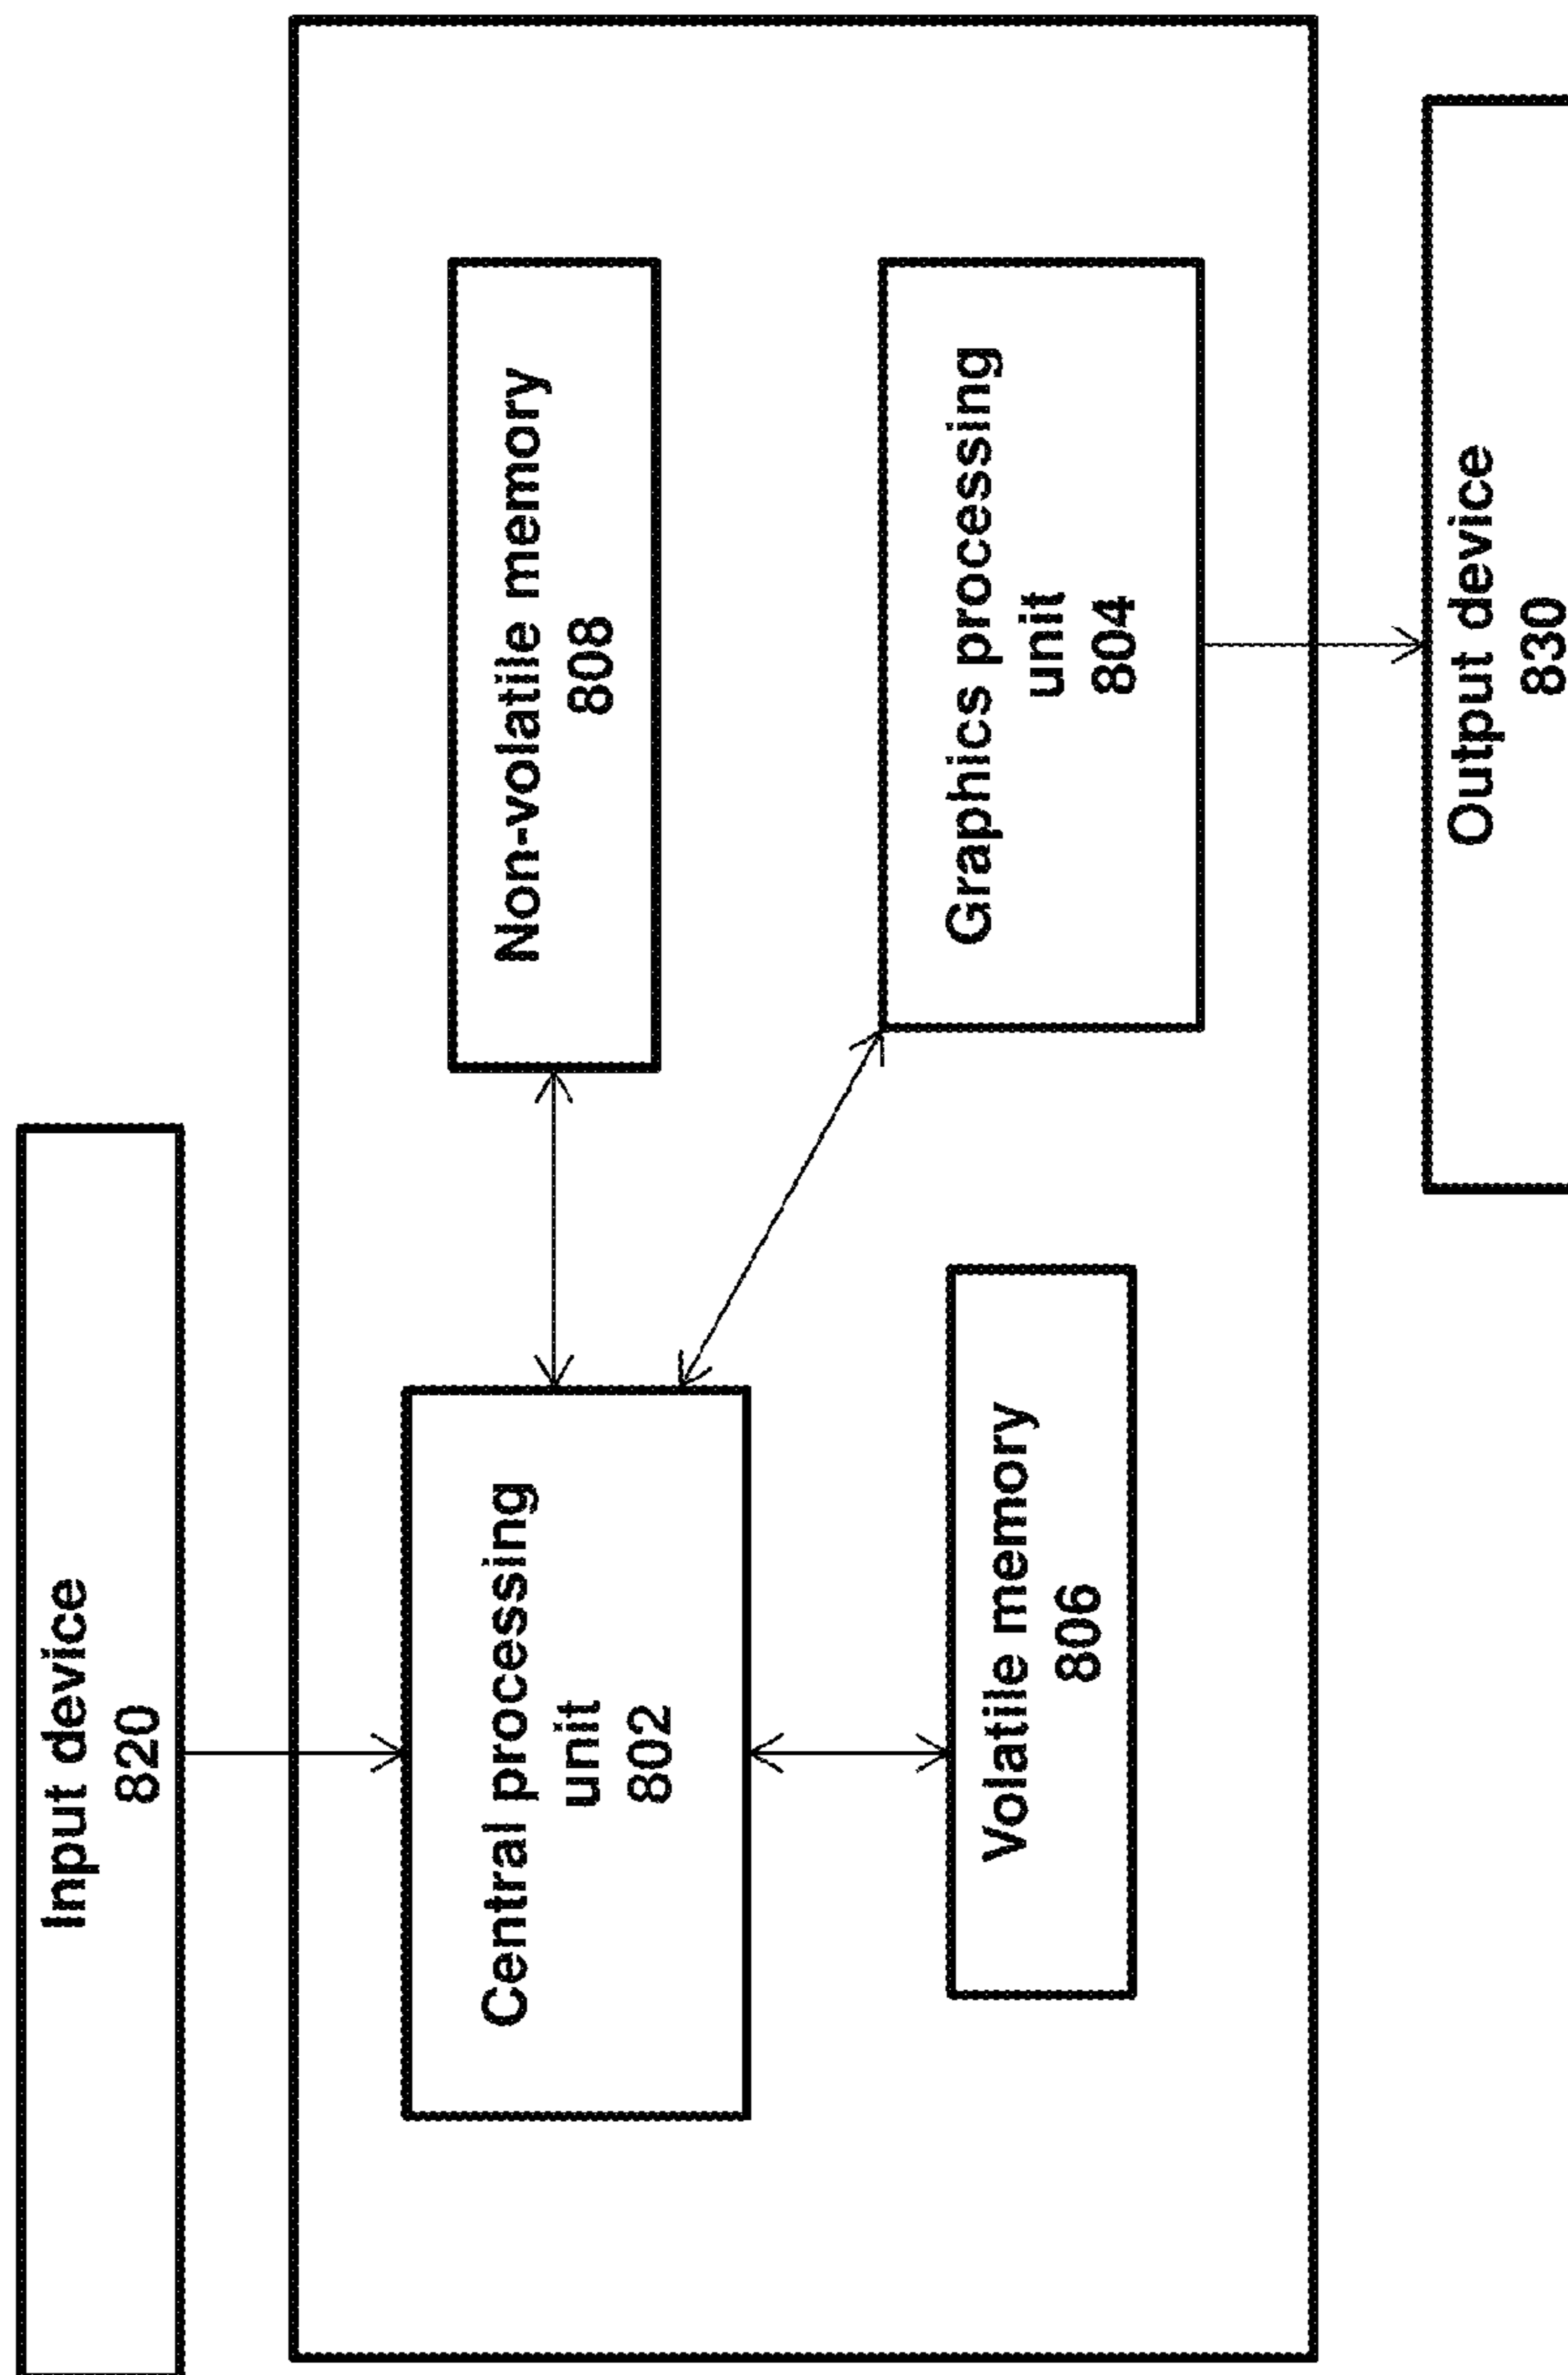 Input device
820
Central processing
unit
802
Non-volatile memory
808
Volatile memory
806
Graphics processing
unit
804
Output device
830